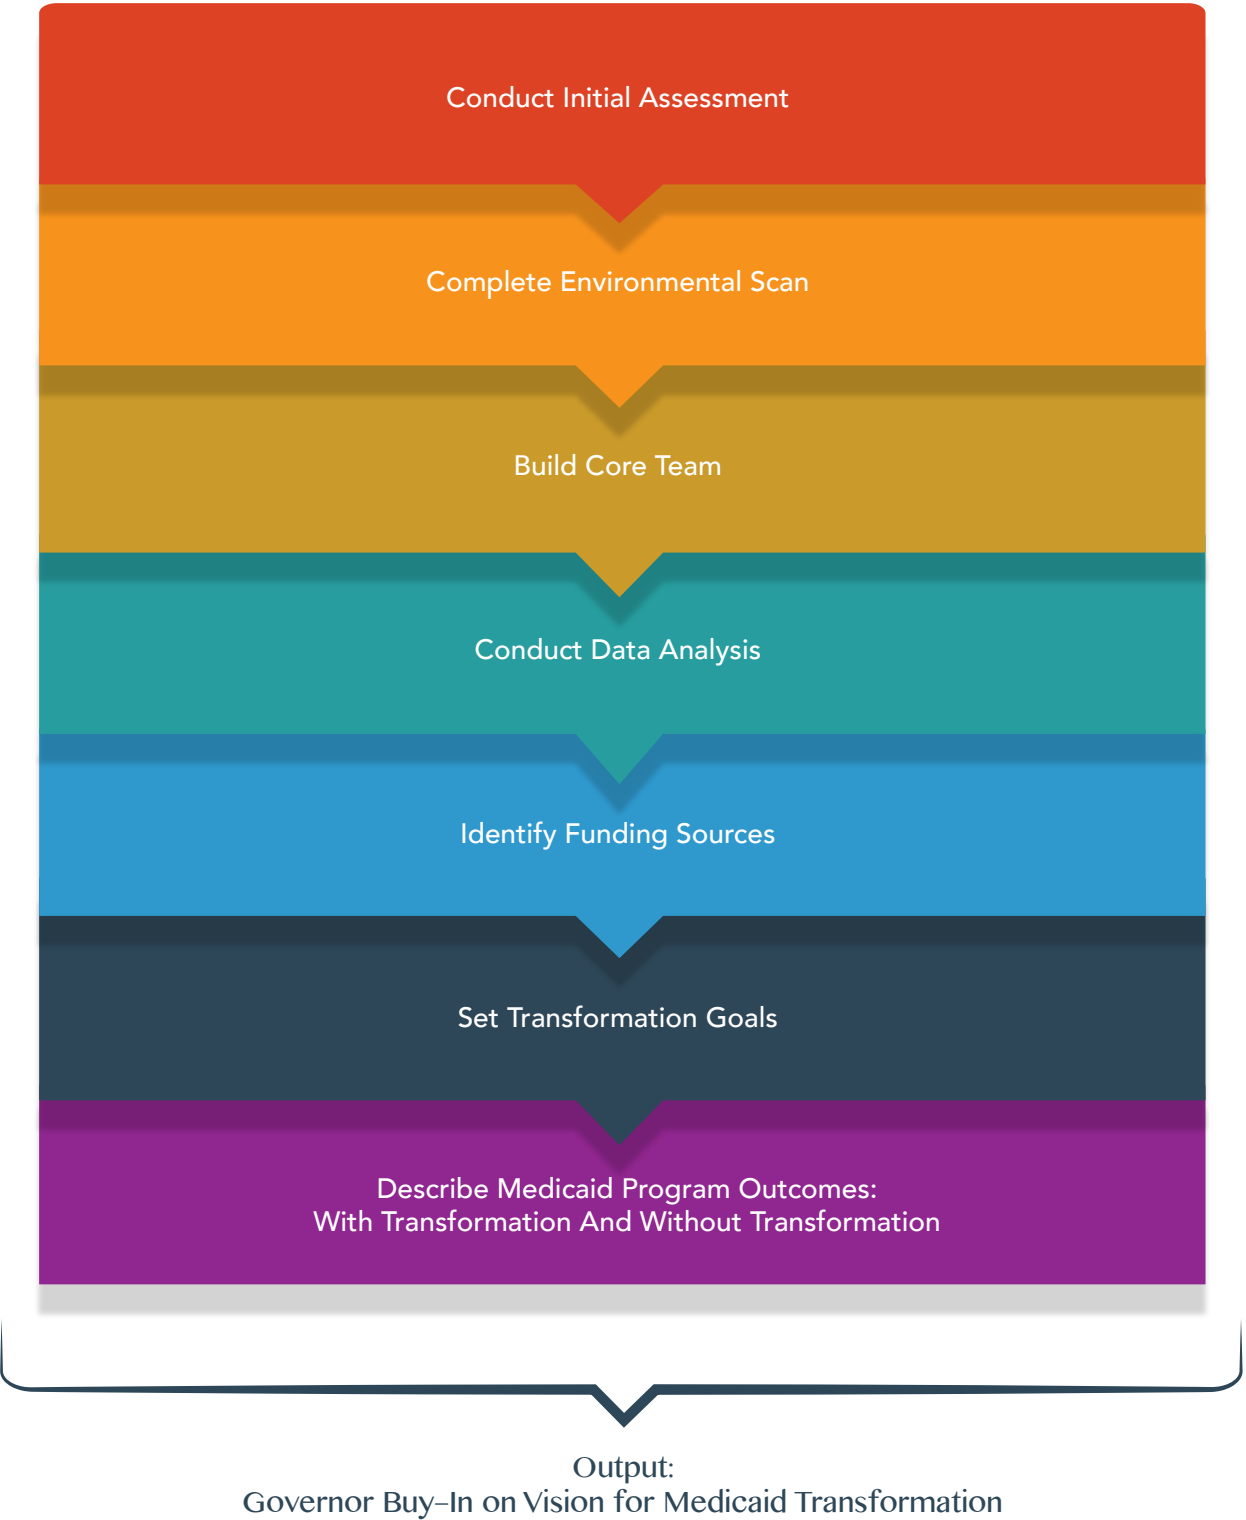 Conduct Initial Assessment
Complete Environmental Scan
Build Core Team
Conduct Data Analysis
Identify Funding Sources
Set Transformation Goals
Describe Medicaid Program Outcomes:
With Transformation And Without Transformation
Output:
Governor Buy-In on Vision for Medicaid Transformation